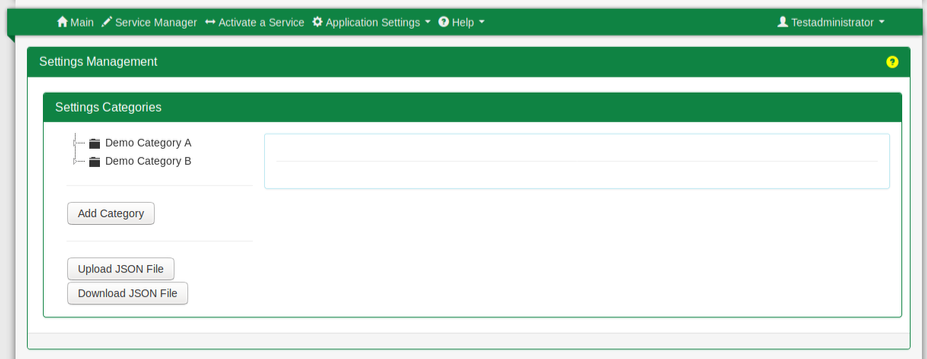 Main Service Manager Activate a Service Application Settings Help Testadministrator
Settings Management
Settings Categories
Demo Category A
Demo Category B
Add Category
Upload JSON File
Download JSON File